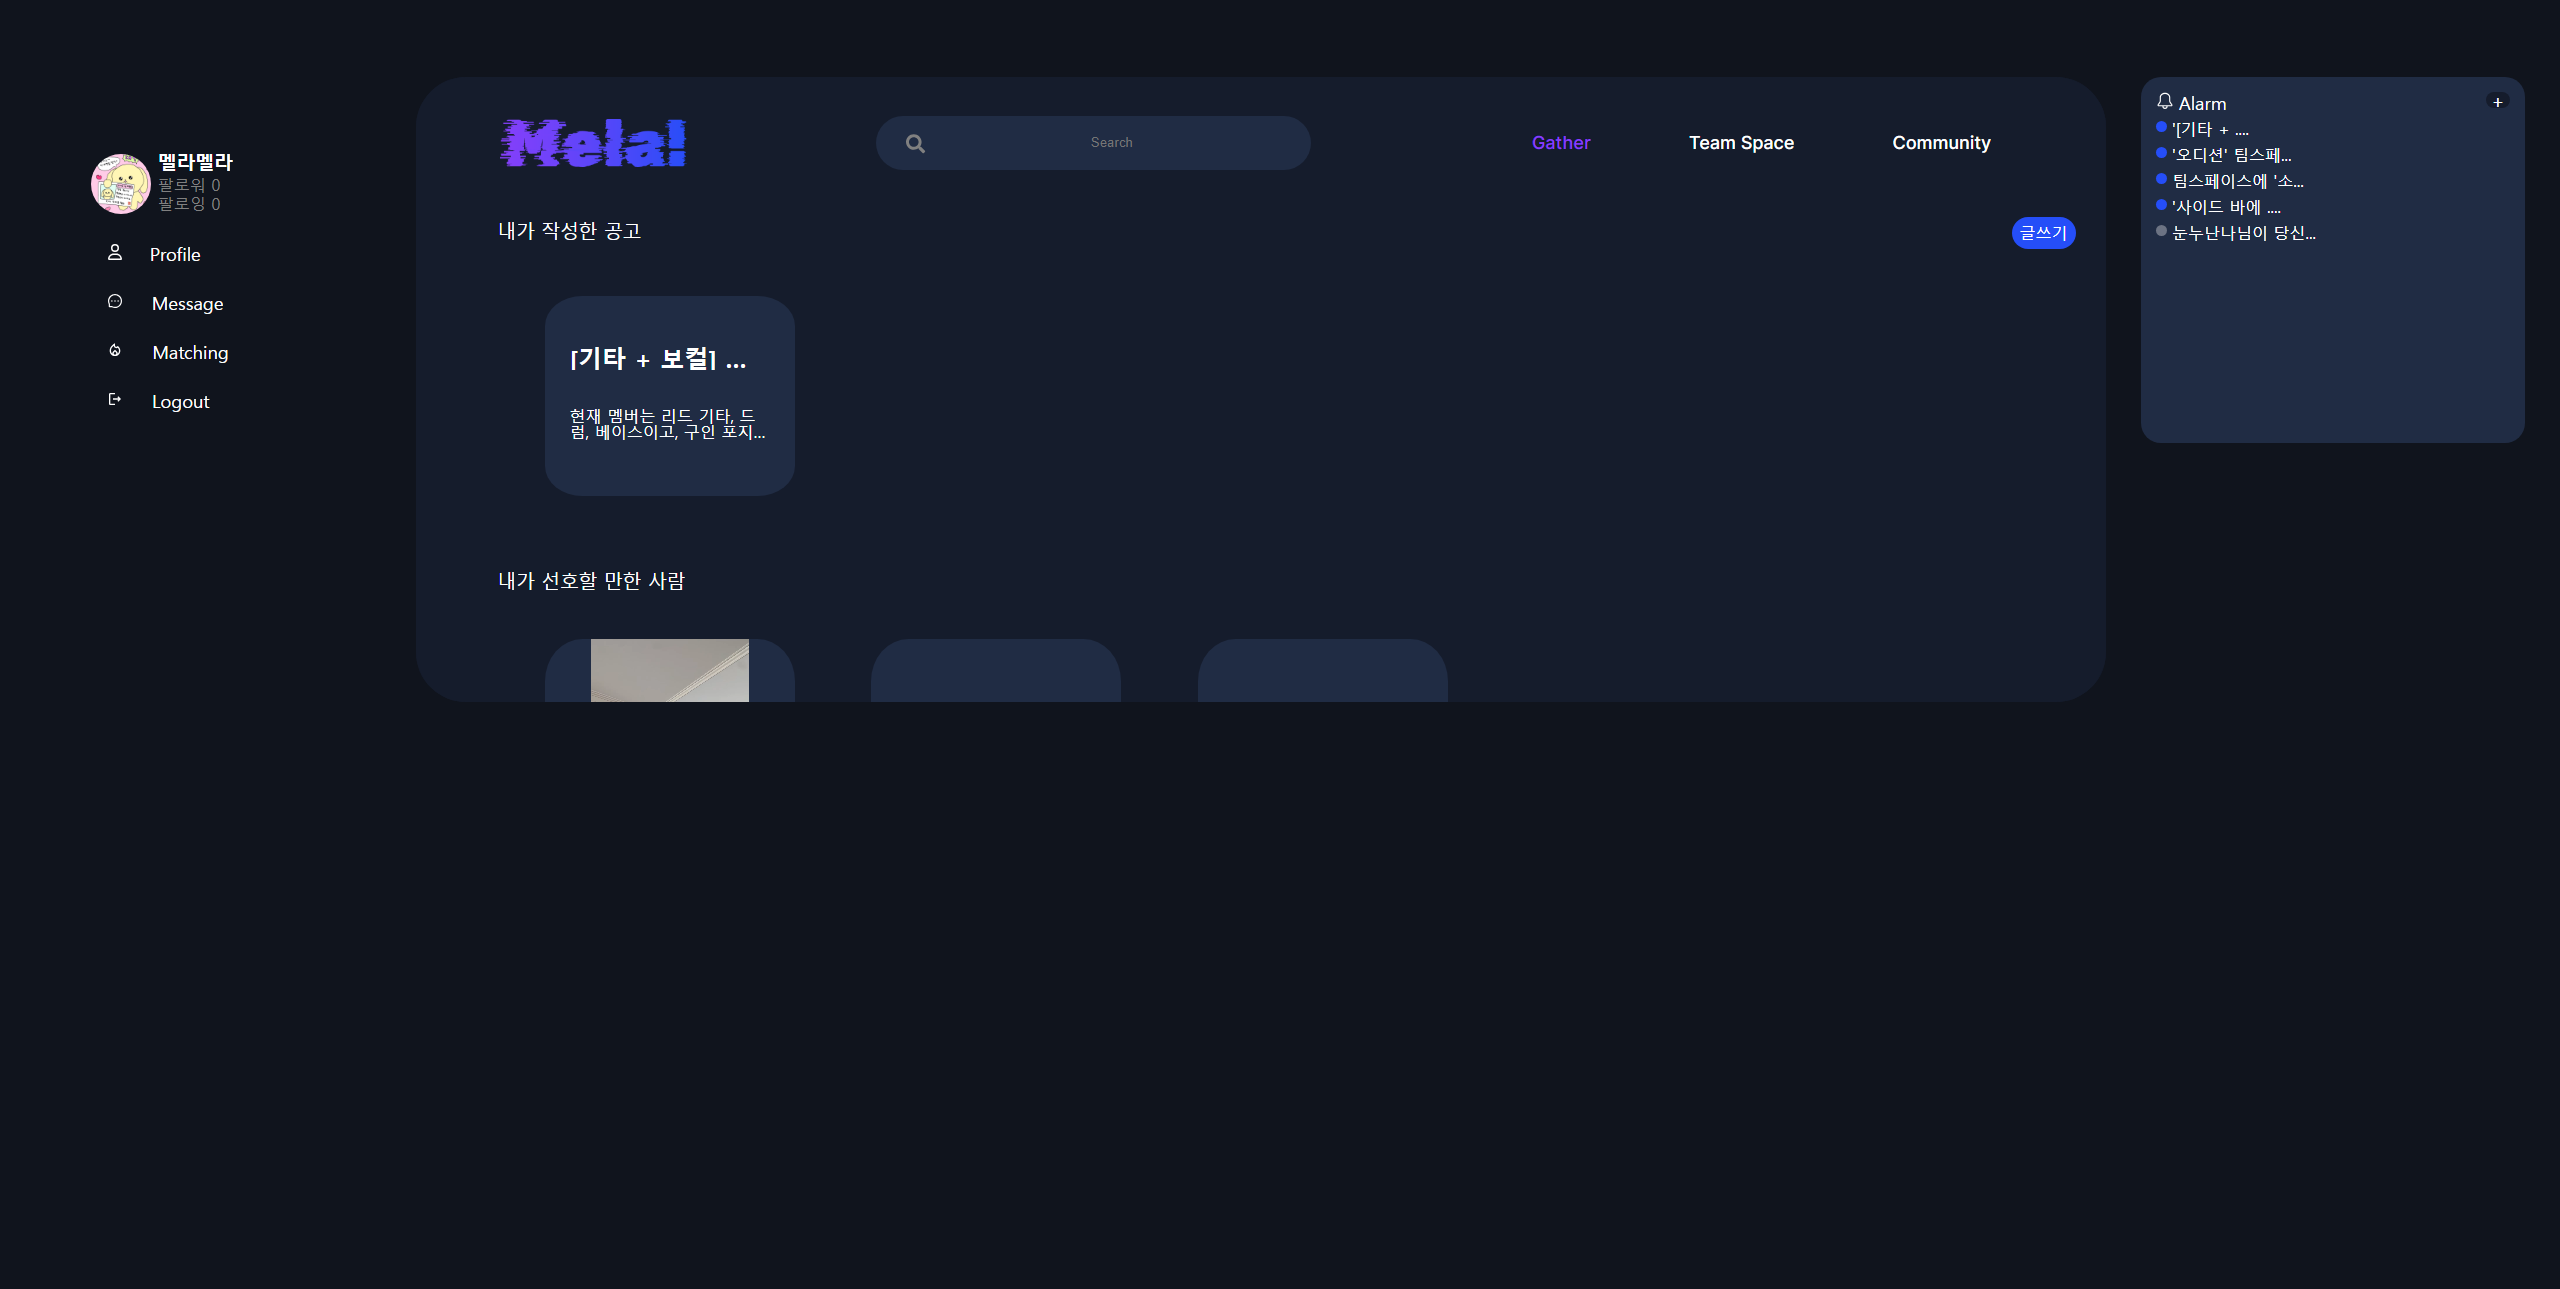 멜라멜라
팔로워 0
팔로잉 0
Profile
Message
Matching
Logout
Mela!
Search
Gather
Team Space
Community
내가 작성한 공고
글쓰기
[기타 + 보컬] ...
현재 멤버는 리드 기타, 드
럼, 베이스이고, 구인 포지...
내가 선호할 만한 사람
Alarm
+
'[기타 + ....
'오디션' 팀스페...
팀스페이스에 '소...
'사이드 바에 ....
눈누난나님이 당신...